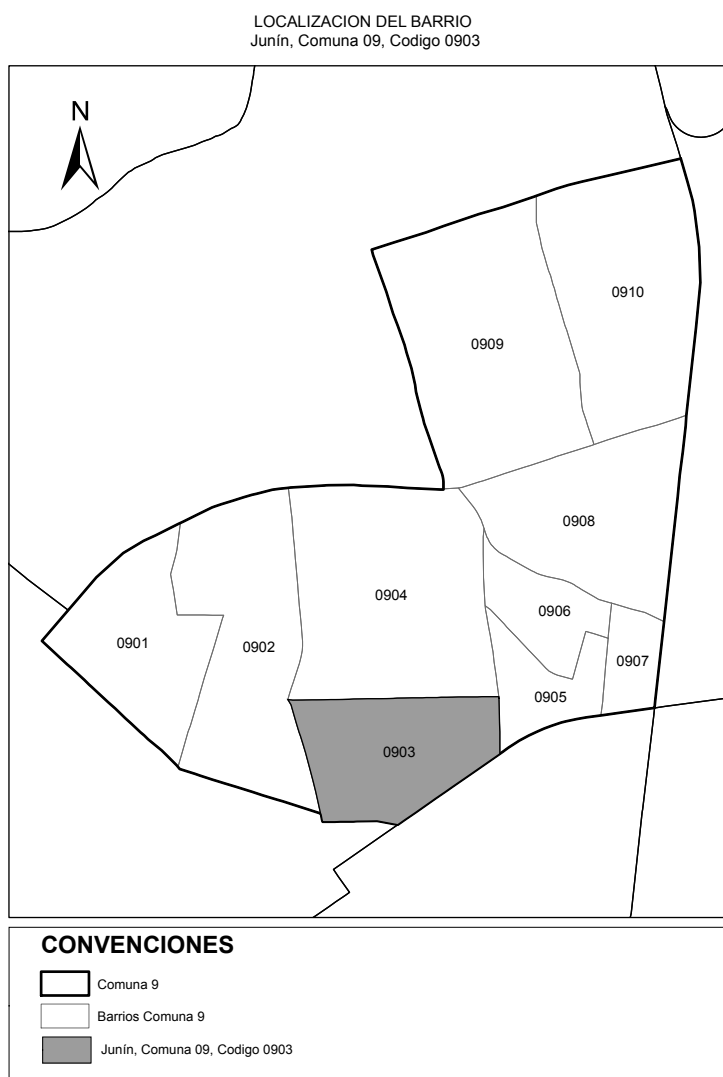 LOCALIZACION DEL BARRIO
Junín, Comuna 09, Codigo 0903
N
0910
0909
0908
0904
0906
0901
0902
0907
0905
0903
CONVENCIONES
Comuna 9
Barrios Comuna 9
Junín, Comuna 09, Codigo 0903